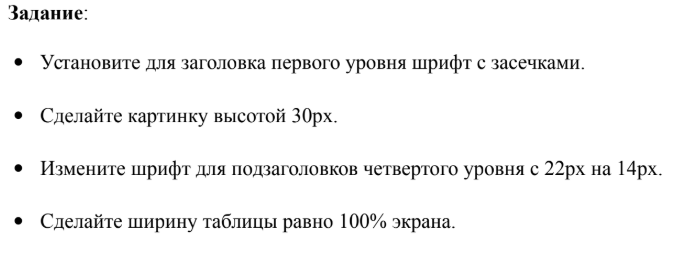 Задание:
Установите для заголовка первого уровня шрифт с засечками.
Сделайте картинку высотой 30px.
Измените шрифт для подзаголовков четвертого уровня с 22px на 14px.
Сделайте ширину таблицы равно 100% экрана.